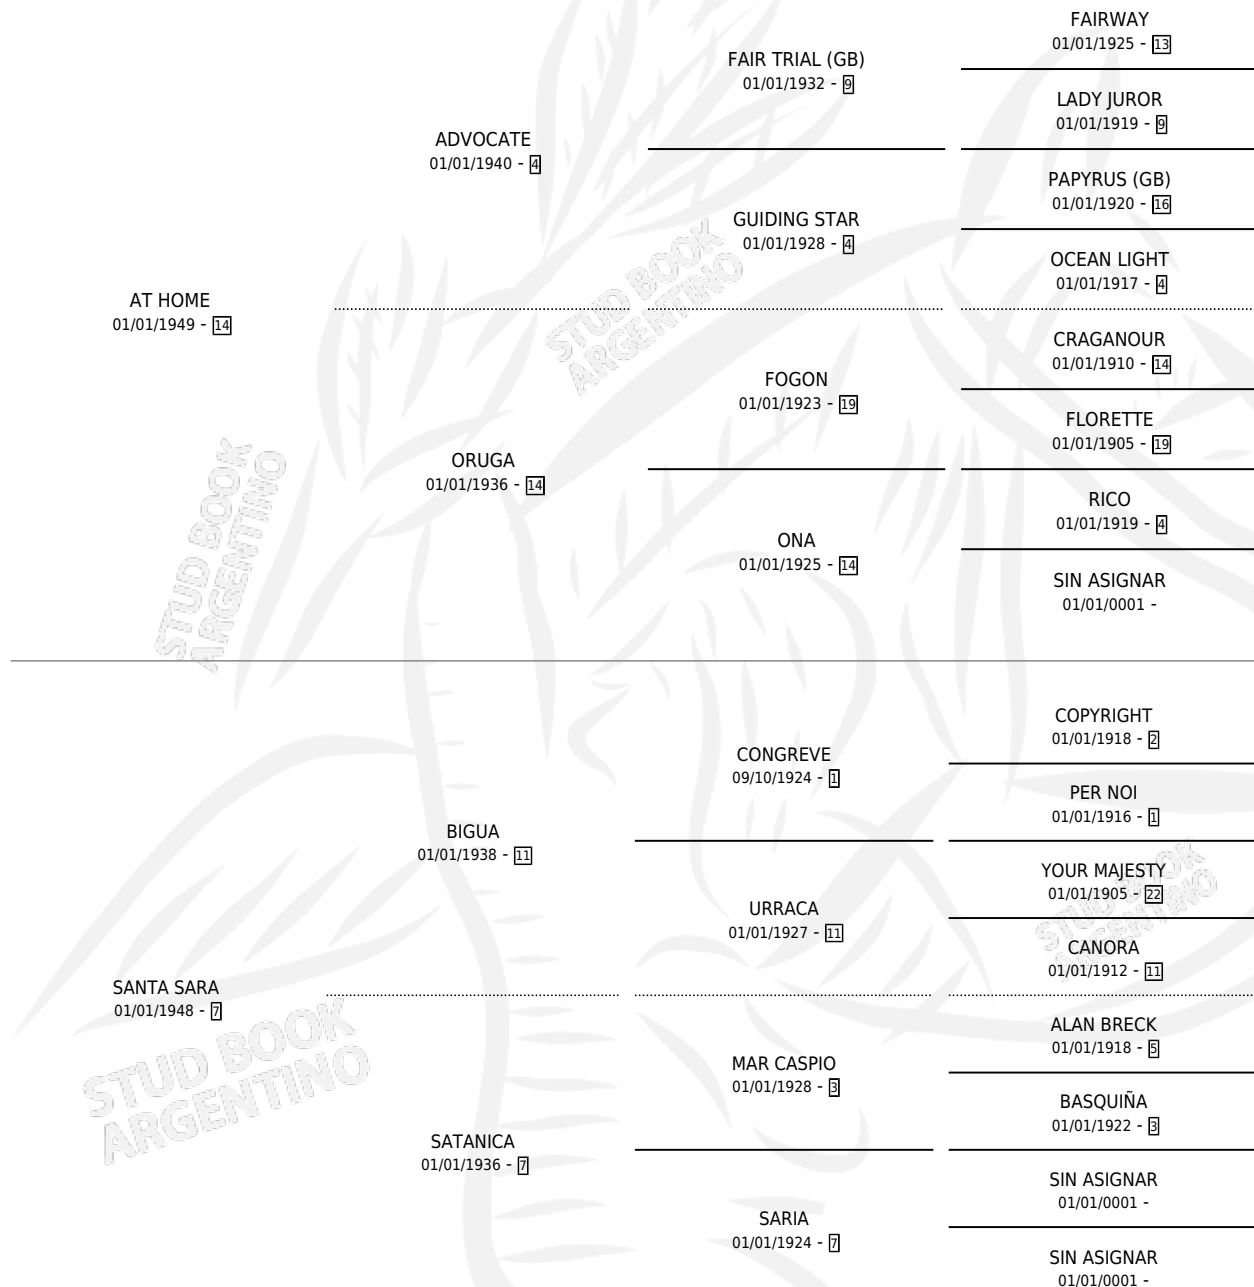 FAIRWAY
01/01/1925 - 13
FAIR TRIAL (GB)
01/01/1932 - 9
LADY JUROR
01/01/1919 - 9
ADVOCATE
01/01/1940 - 4
PAPYRUS (GB)
01/01/1920 - 16
GUIDING STAR
01/01/1928 - 4
OCEAN LIGHT
01/01/1917 - 4
AT HOME
01/01/1949 - 14
CRAGANOUR
01/01/1910 - 14
FOGON
01/01/1923 - 19
FLORETTE
01/01/1905 - 19
ORUGA
01/01/1936 - 14
RICO
01/01/1919 - 4
ONA
01/01/1925 - 14
SIN ASIGNAR
01/01/0001 -
COPYRIGHT
01/01/1918 - 2
CONGREVE
09/10/1924 - 1
PER NOI
01/01/1916 - 1
BIGUA
01/01/1938 - 11
YOUR MAJESTY
01/01/1905 - 22
URRACA
01/01/1927 - 11
CANORA
01/01/1912 - 11
SANTA SARA
01/01/1948 - 7
ALAN BRECK
01/01/1918 - 5
MAR CASPIO
01/01/1928 - 3
BASQUIÑA
01/01/1922 - 3
SATANICA
01/01/1936 - 7
SIN ASIGNAR
01/01/0001 -
SARIA
01/01/1924 - 7
SIN ASIGNAR
01/01/0001 -
STUD BOOK
ARGENTINO
STUD BOOK
ARGENTINO
STUD BOOK
ARGENTINO
STUD BOOK
ARGENTINO